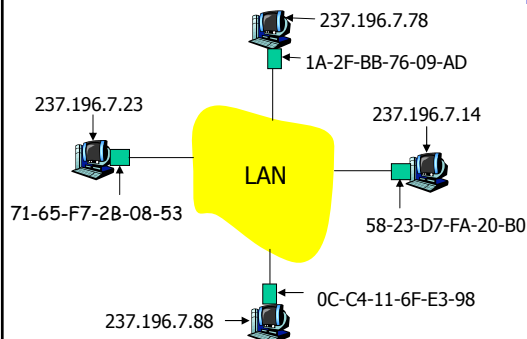 237.196.7.78
1A-2F-BB-76-09-AD
237.196.7.23
237.196.7.14
LAN
71-65-F7-2B-08-53
58-23-D7-FA-20-B0
0C-C4-11-6F-E3-98
237.196.7.88